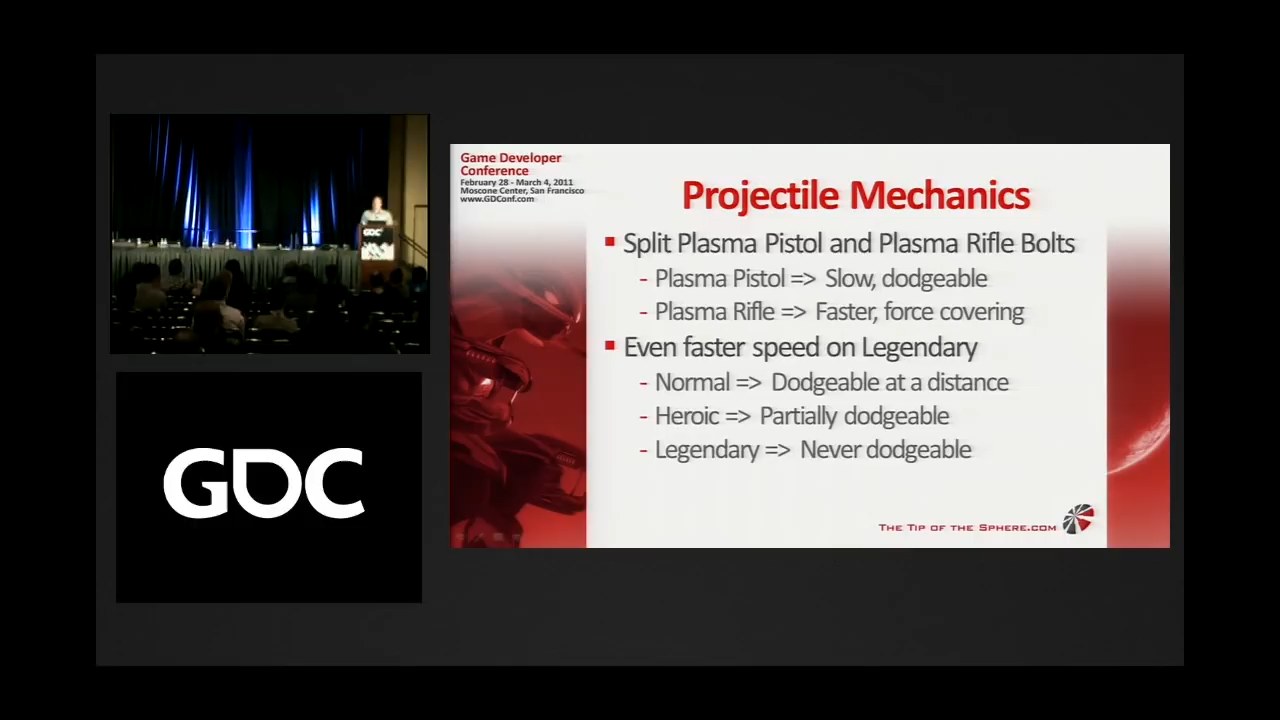 Game Developer
Conference
February 28 - March 4, 2011
Moscone Center, San Francisco
www.GDConf.com
Projectile Mechanics
Split Plasma Pistol and Plasma Rifle Bolts
- Plasma Pistol => Slow, dodgeable
- Plasma Rifle => Faster, force covering
Even faster speed on Legendary
- Normal => Dodgeable at a distance
- Heroic => Partially dodgeable
- Legendary => Never dodgeable
The Tip of the Sphere.com
GDC
GDC